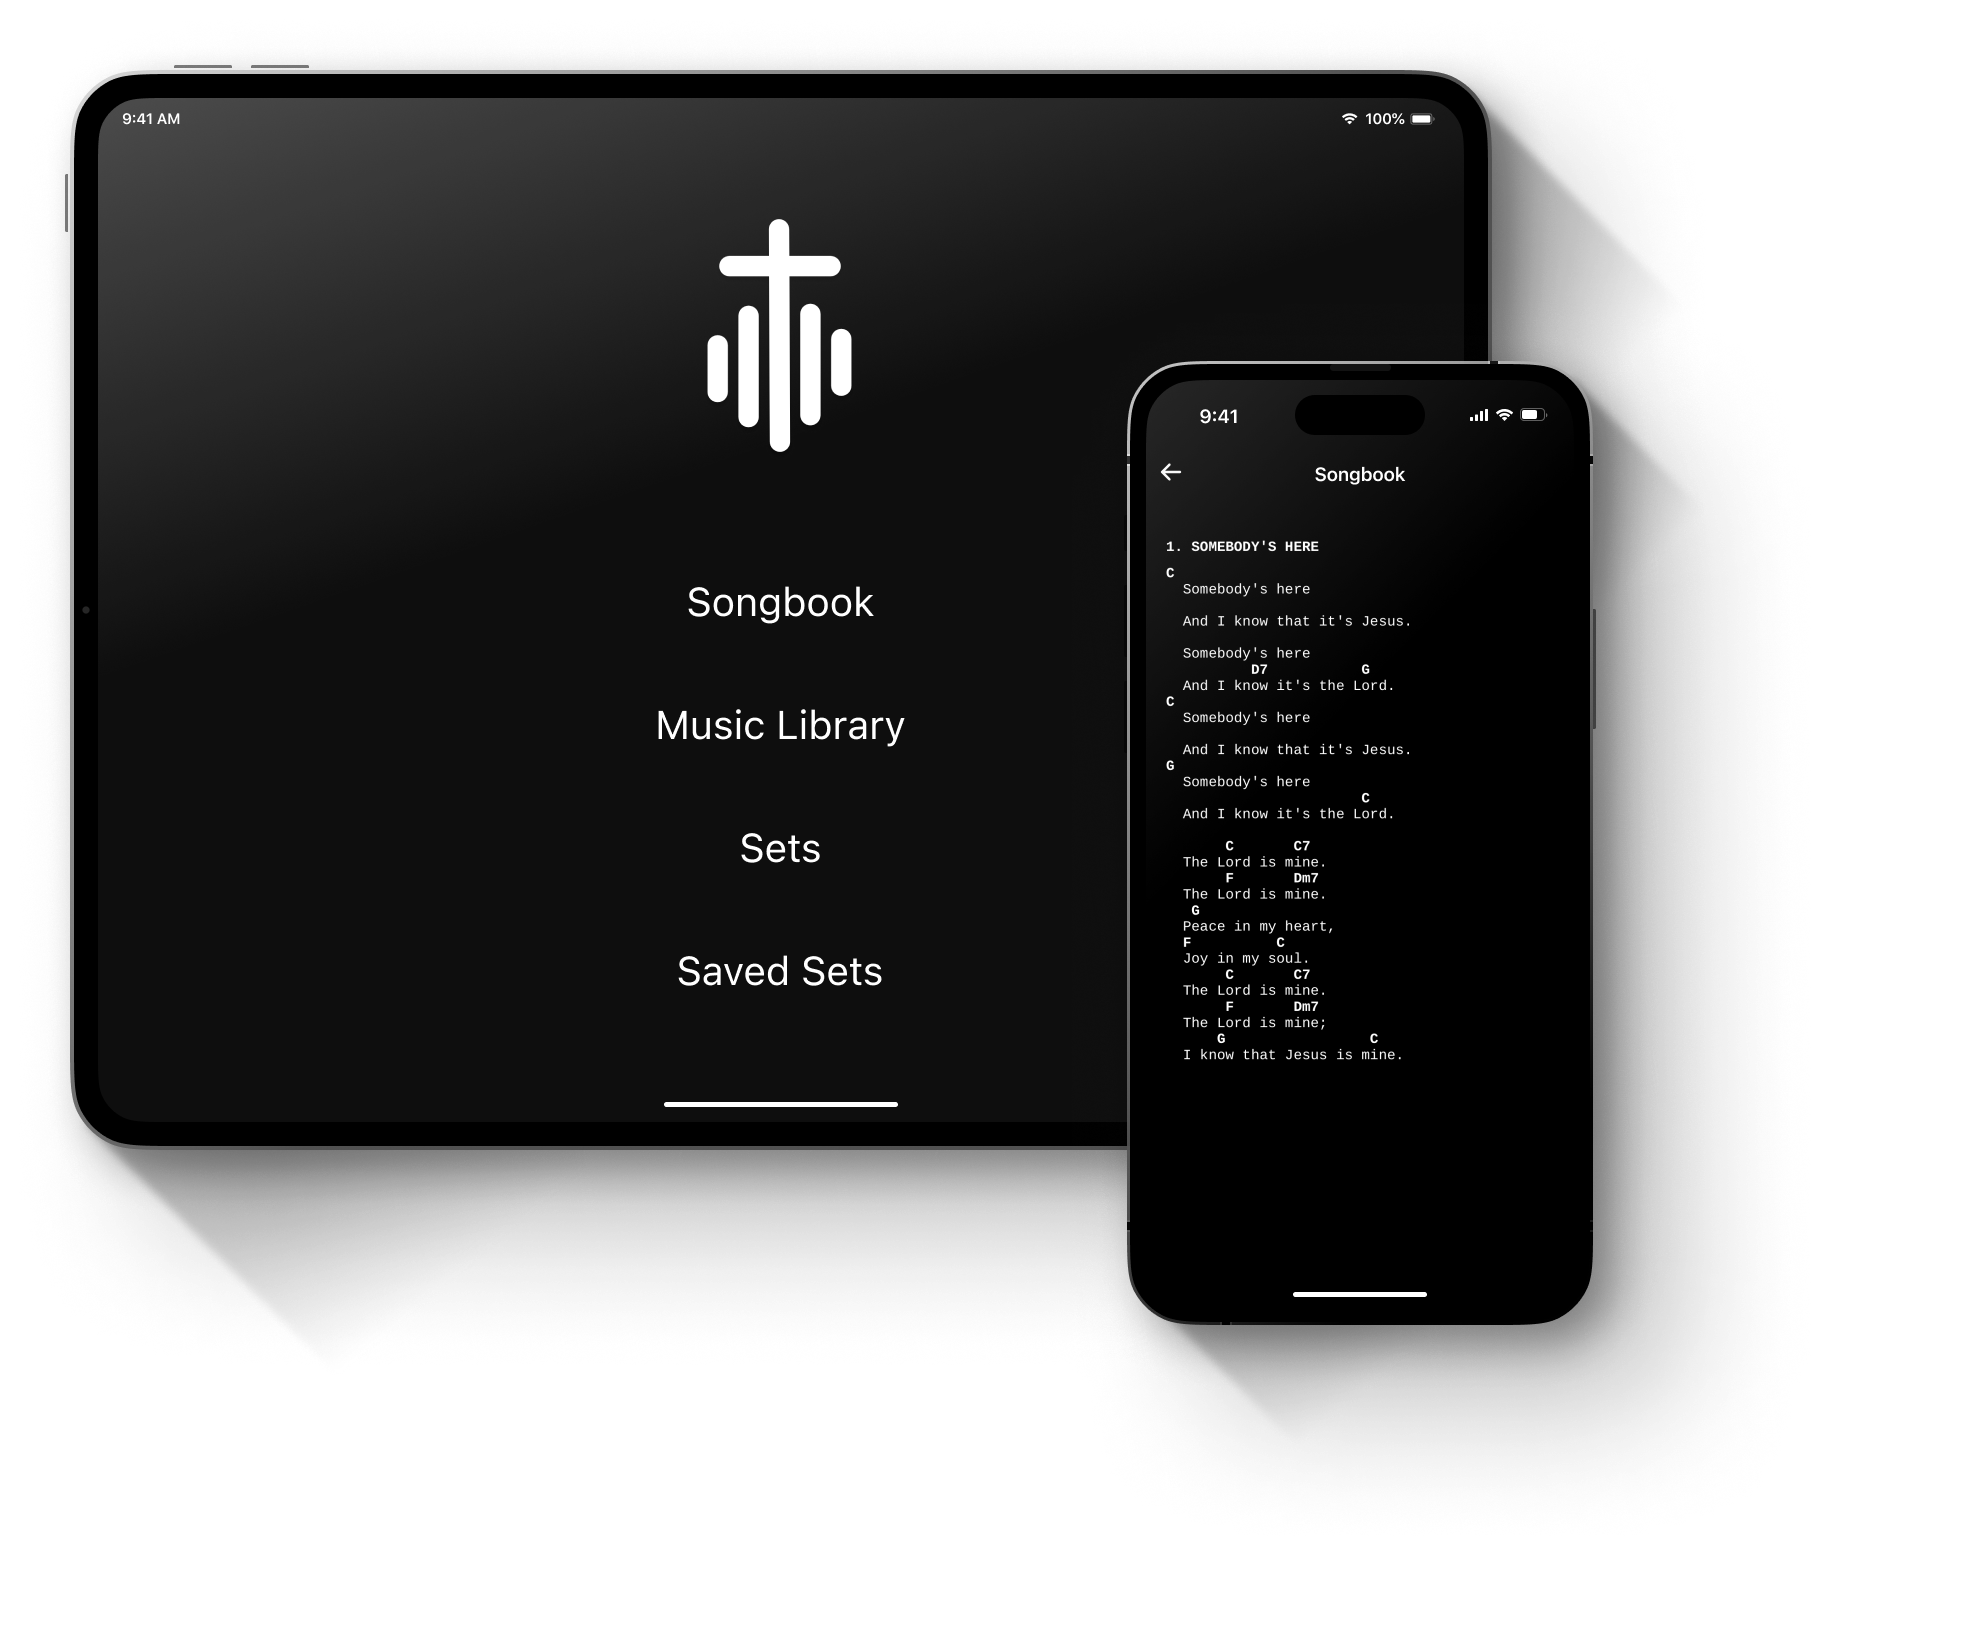 9:41 AM
100%
Songbook
Music Library
Sets
Saved Sets
9:41
Songbook
1. SOMEBODY'S HERE
C
Somebody's here
And I know that it's Jesus.
Somebody's here
D7 G
And I know it's the Lord.
C
Somebody's here
And I know that it's Jesus.
G
Somebody's here
C
And I know it's the Lord.
C C7
The Lord is mine.
F Dm7
The Lord is mine.
G
Peace in my heart,
F C
Joy in my soul.
C C7
The Lord is mine.
F Dm7
The Lord is mine;
G C
I know that Jesus is mine.